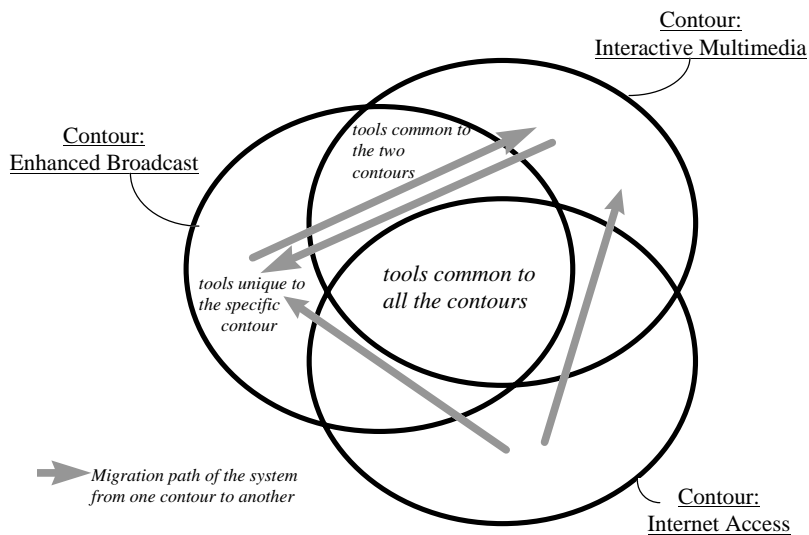 Contour:
Interactive Multimedia
Contour:
Enhanced Broadcast
tools common to
the two
contours
tools unique to
the specific
contour
tools common to
all the contours
Migration path of the system
from one contour to another
Contour:
Internet Access